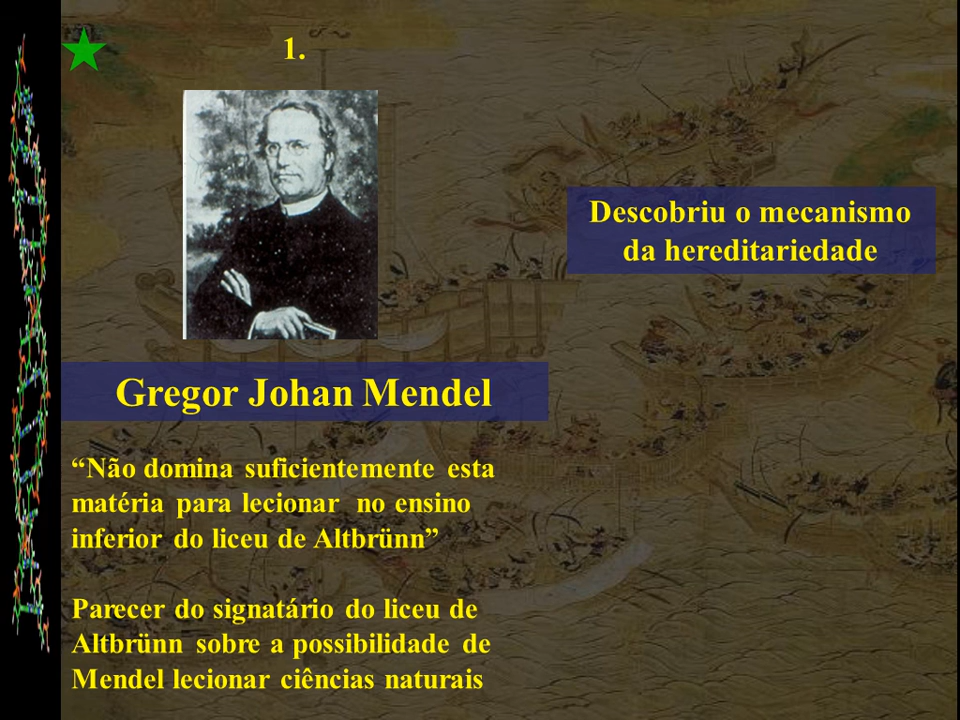 1.
Descobriu o mecanismo
da hereditariedade
Gregor Johan Mendel
“Não domina suficientemente esta
matéria para lecionar no ensino
inferior do liceu de Altbrünn”
Parecer do signatário do liceu de
Altbrünn sobre a possibilidade de
Mendel lecionar ciências naturais